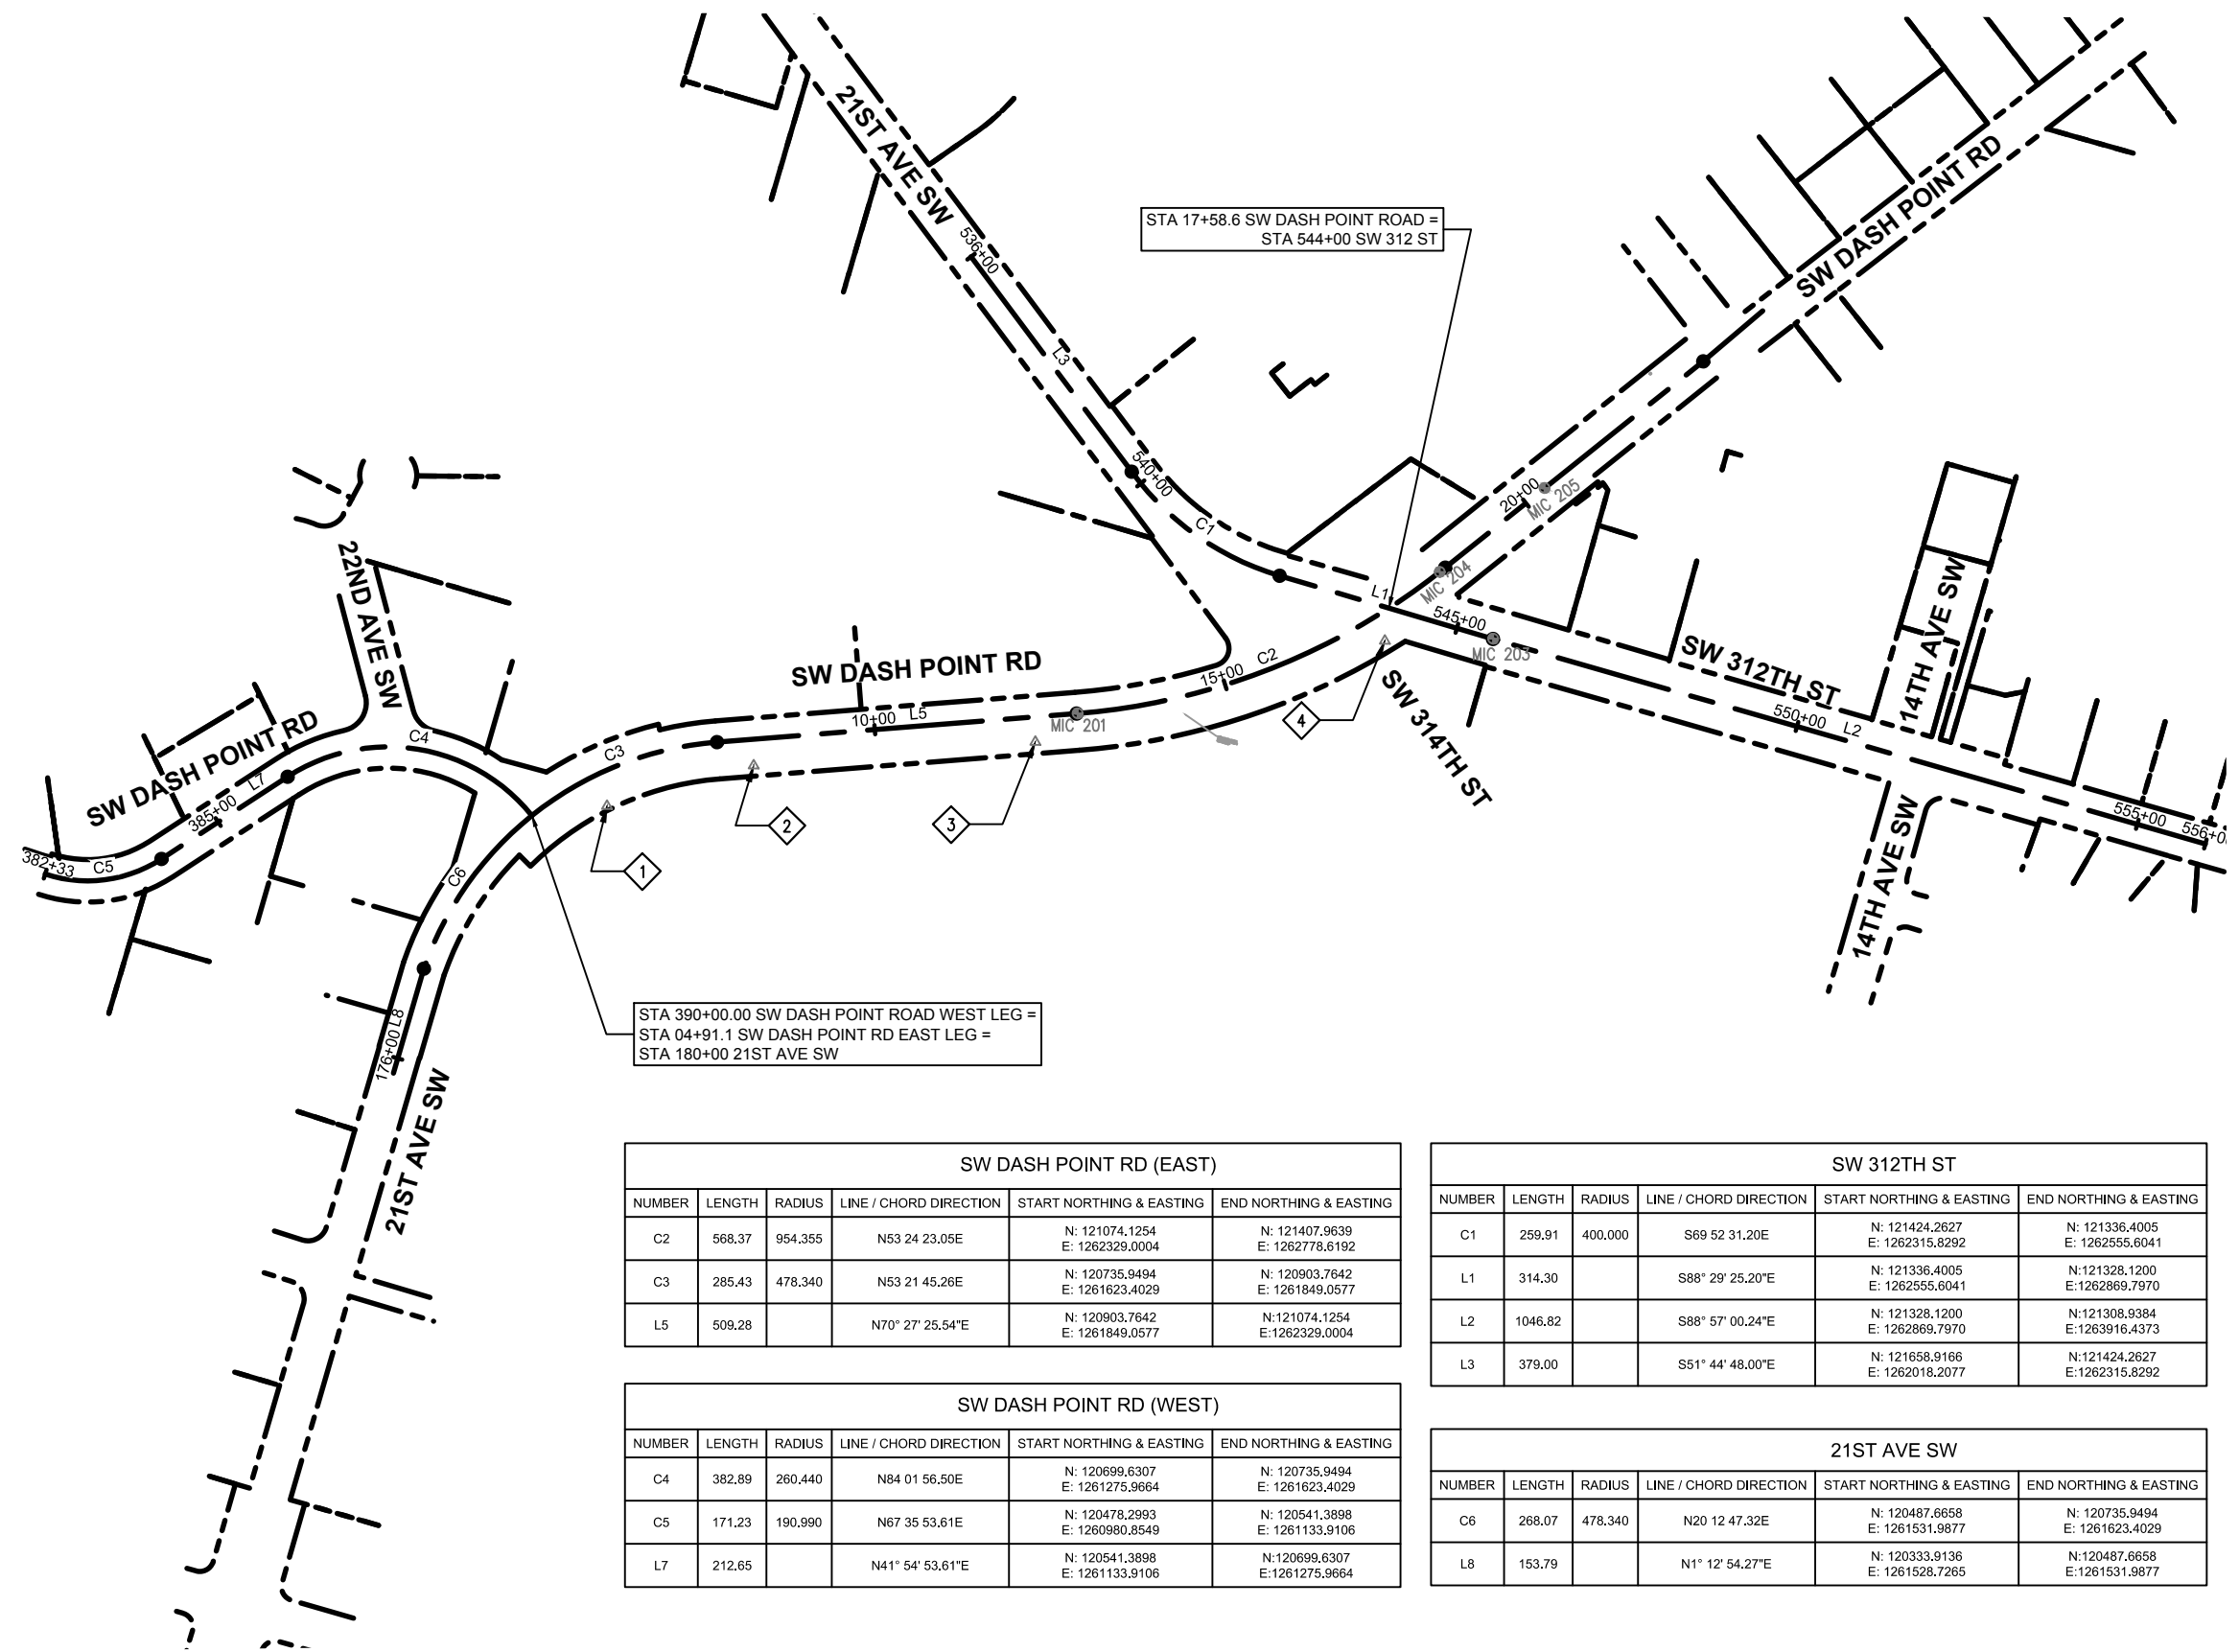 21ST AVE SW
536+00
L3
540+00
C1
STA 17+58.6 SW DASH POINT ROAD =
STA 544+00 SW 312 ST
SW DASH POINT RD
20+00
MIC 205
MIC 204
L1
545+00
MIC 203
SW 312TH ST
14TH AVE SW
550+00
L2
14TH AVE SW
555+00
556+0
22ND AVE SW
SW DASH POINT RD
382+33
C5
385+00
L7
C4
C3
SW DASH POINT RD
10+00
L5
MIC 201
15+00
C2
SW 314TH ST
1
2
3
4
C6
176+00
L8
21ST AVE SW
STA 390+00.00 SW DASH POINT ROAD WEST LEG =
STA 04+91.1 SW DASH POINT RD EAST LEG =
STA 180+00 21ST AVE SW
SW DASH POINT RD (EAST)
NUMBER LENGTH RADIUS LINE / CHORD DIRECTION START NORTHING & EASTING END NORTHING & EASTING
C2 568.37 954.355 N53 24 23.05E N: 121074.1254 N: 121407.9639
E: 1262329.0004 E: 1262778.6192
C3 285.43 478.340 N53 21 45.26E N: 120735.9494 N: 120903.7642
E: 1261623.4029 E: 1261849.0577
L5 509.28 N70° 27' 25.54"E N: 120903.7642 N:121074.1254
E: 1261849.0577 E:1262329.0004
SW DASH POINT RD (WEST)
NUMBER LENGTH RADIUS LINE / CHORD DIRECTION START NORTHING & EASTING END NORTHING & EASTING
C4 382.89 260.440 N84 01 56.50E N: 120699.6307 N: 120735.9494
E: 1261275.9664 E: 1261623.4029
C5 171.23 190.990 N67 35 53.61E N: 120478.2993 N: 120541.3898
E: 1260980.8549 E: 1261133.9106
L7 212.65 N41° 54' 53.61"E N: 120541.3898 N:120699.6307
E: 1261133.9106 E:1261275.9664
SW 312TH ST
NUMBER LENGTH RADIUS LINE / CHORD DIRECTION START NORTHING & EASTING END NORTHING & EASTING
C1 259.91 400.000 S69 52 31.20E N: 121424.2627 N: 121336.4005
E: 1262315.8292 E: 1262555.6041
L1 314.30 S88° 29' 25.20"E N: 121336.4005 N:121328.1200
E: 1262555.6041 E:1262869.7970
L2 1046.82 S88° 57' 00.24"E N: 121328.1200 N:121308.9384
E: 1262869.7970 E:1263916.4373
L3 379.00 S51° 44' 48.00"E N: 121658.9166 N:121424.2627
E: 1262018.2077 E:1262315.8292
21ST AVE SW
NUMBER LENGTH RADIUS LINE / CHORD DIRECTION START NORTHING & EASTING END NORTHING & EASTING
C6 268.07 478.340 N20 12 47.32E N: 120487.6658 N: 120735.9494
E: 1261531.9877 E: 1261623.4029
L8 153.79 N1° 12' 54.27"E N: 120333.9136 N:120487.6658
E: 1261528.7265 E:1261531.9877